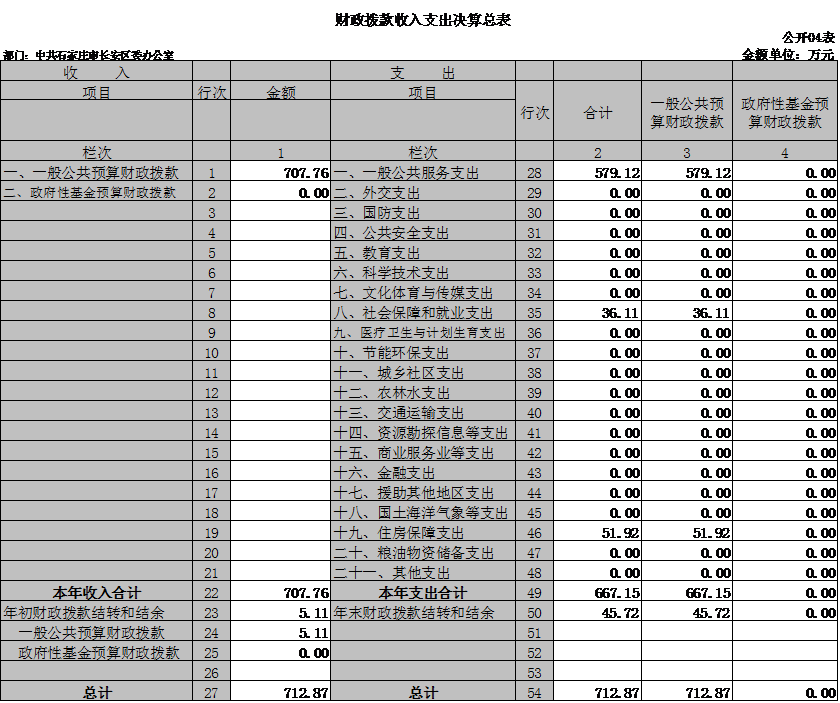 财政拨款收入支出决算总表
公开04表
部门：中共石家庄市长安区委办公室 金额单位：万元
收 入 支 出
项目 行次 金额 项目 行次 合计 一般公共预算财政拨款 政府性基金预算财政拨款
栏次 1 栏次 2 3 4
一、一般公共预算财政拨款 1 707.76 一、一般公共服务支出 28 579.12 579.12 0.00
二、政府性基金预算财政拨款 2 0.00 二、外交支出 29 0.00 0.00 0.00
3 三、国防支出 30 0.00 0.00 0.00
4 四、公共安全支出 31 0.00 0.00 0.00
5 五、教育支出 32 0.00 0.00 0.00
6 六、科学技术支出 33 0.00 0.00 0.00
7 七、文化体育与传媒支出 34 0.00 0.00 0.00
8 八、社会保障和就业支出 35 36.11 36.11 0.00
9 九、医疗卫生与计划生育支出 36 0.00 0.00 0.00
10 十、节能环保支出 37 0.00 0.00 0.00
11 十一、城乡社区支出 38 0.00 0.00 0.00
12 十二、农林水支出 39 0.00 0.00 0.00
13 十三、交通运输支出 40 0.00 0.00 0.00
14 十四、资源勘探信息等支出 41 0.00 0.00 0.00
15 十五、商业服务业等支出 42 0.00 0.00 0.00
16 十六、金融支出 43 0.00 0.00 0.00
17 十七、援助其他地区支出 44 0.00 0.00 0.00
18 十八、国土海洋气象等支出 45 0.00 0.00 0.00
19 十九、住房保障支出 46 51.92 51.92 0.00
20 二十、粮油物资储备支出 47 0.00 0.00 0.00
21 二十一、其他支出 48 0.00 0.00 0.00
本年收入合计 22 707.76 本年支出合计 49 667.15 667.15 0.00
年初财政拨款结转和结余 23 5.11 年末财政拨款结转和结余 50 45.72 45.72 0.00
一般公共预算财政拨款 24 5.11 51
政府性基金预算财政拨款 25 0.00 52
26 53
总计 27 712.87 总计 54 712.87 712.87 0.00